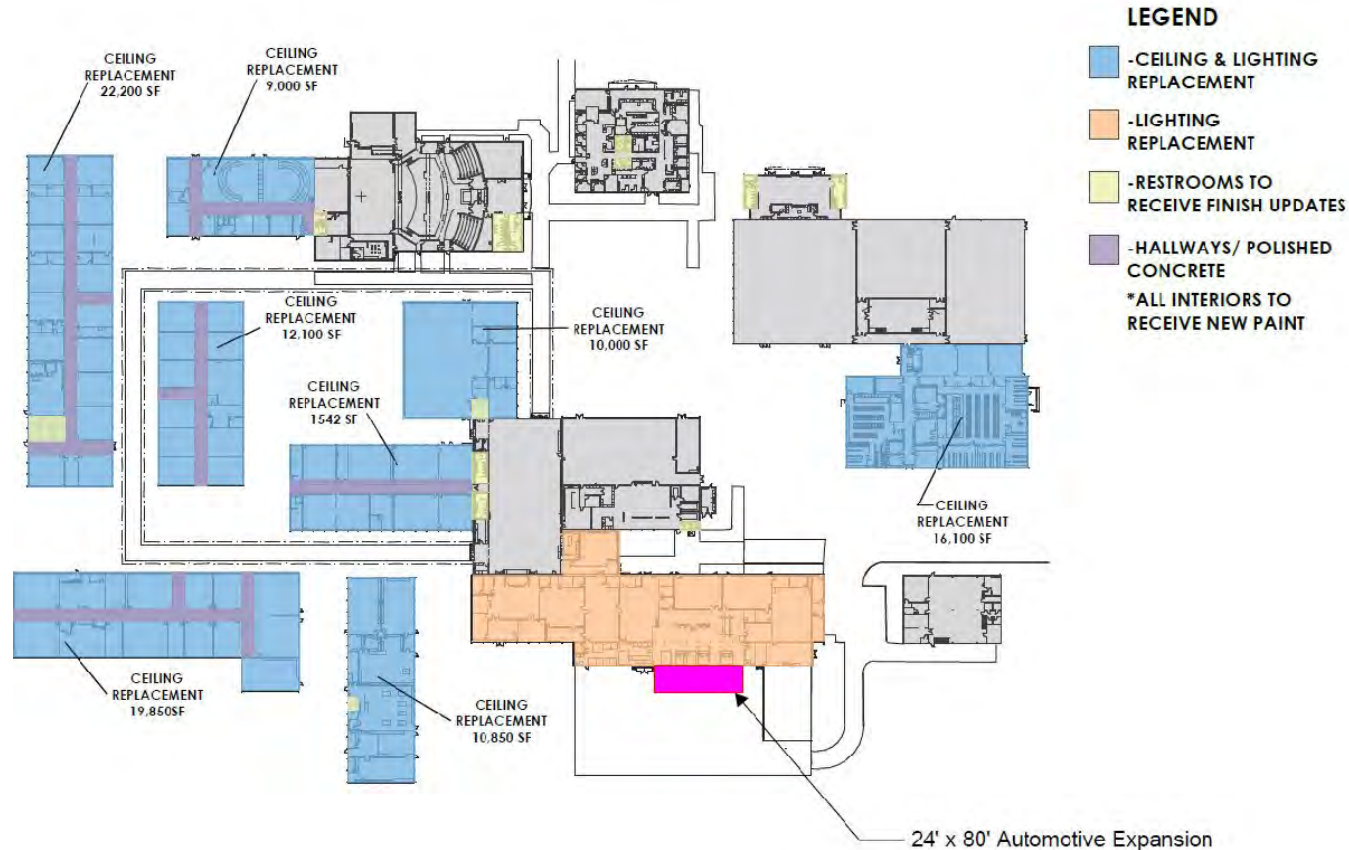 LEGEND
-CEILING & LIGHTING
REPLACEMENT
-LIGHTING
REPLACEMENT
-RESTROOMS TO
RECEIVE FINISH UPDATES
-HALLWAYS/ POLISHED
CONCRETE
*ALL INTERIORS TO
RECEIVE NEW PAINT
CEILING
REPLACEMENT
22,200 SF
CEILING
REPLACEMENT
9,000 SF
CEILING
REPLACEMENT
12,100 SF
CEILING
REPLACEMENT
10,000 SF
CEILING
REPLACEMENT
1542 SF
CEILING
REPLACEMENT
16,100 SF
CEILING
REPLACEMENT
19,850SF
CEILING
REPLACEMENT
10,850 SF
24' x 80' Automotive Expansion